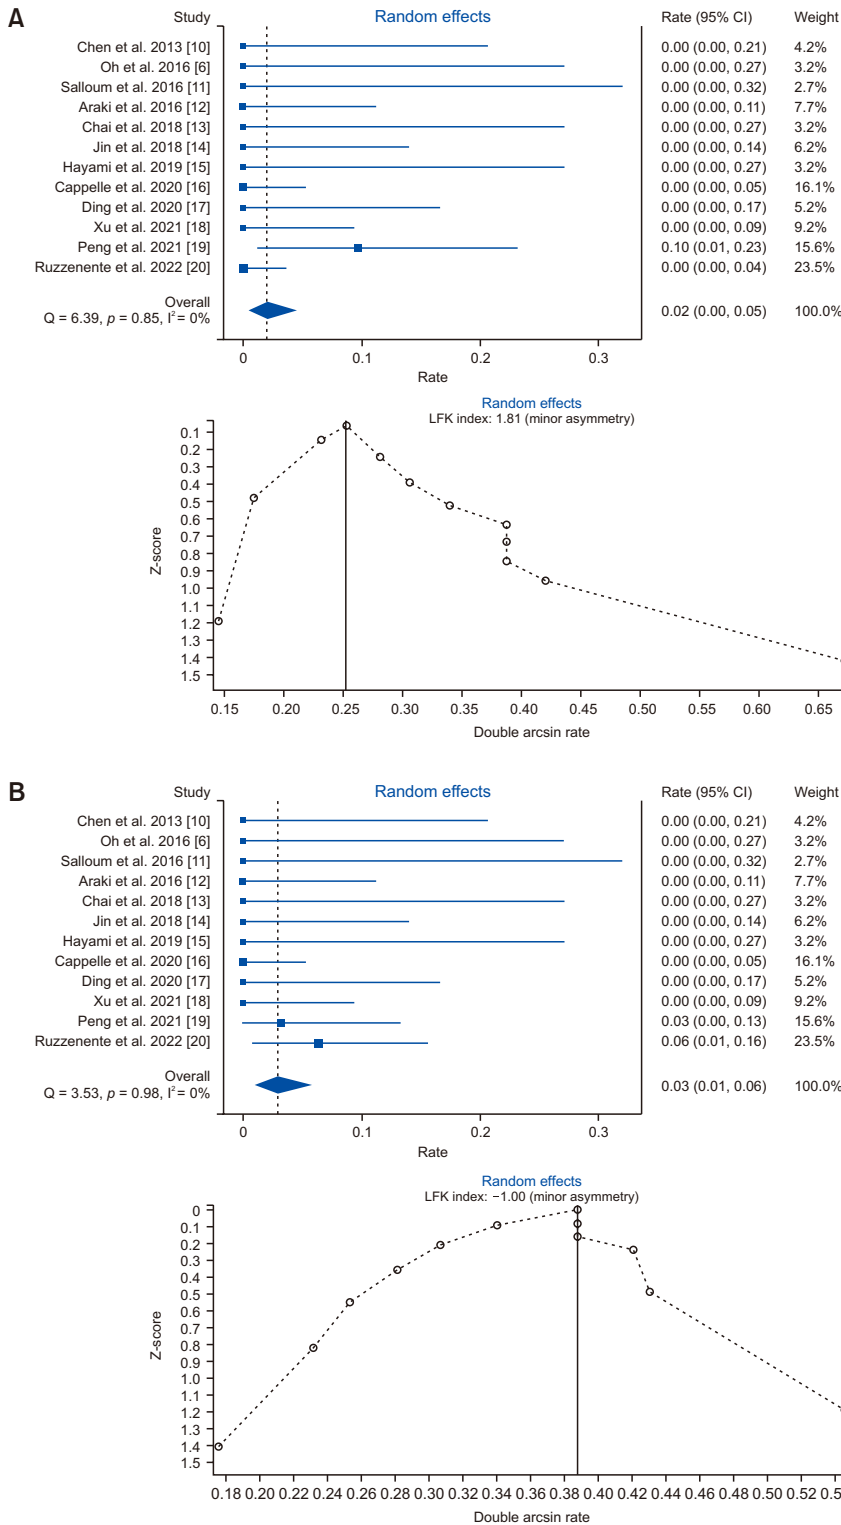 A
Study Random effects Rate (95% CI) Weight
Chen et al. 2013 [10] 0.00 (0.00, 0.21) 4.2%
Oh et al. 2016 [6] 0.00 (0.00, 0.27) 3.2%
Salloum et al. 2016 [11] 0.00 (0.00, 0.32) 2.7%
Araki et al. 2016 [12] 0.00 (0.00, 0.11) 7.7%
Chai et al. 2018 [13] 0.00 (0.00, 0.27) 3.2%
Jin et al. 2018 [14] 0.00 (0.00, 0.14) 6.2%
Hayami et al. 2019 [15] 0.00 (0.00, 0.27) 3.2%
Cappelle et al. 2020 [16] 0.00 (0.00, 0.05) 16.1%
Ding et al. 2020 [17] 0.00 (0.00, 0.17) 5.2%
Xu et al. 2021 [18] 0.00 (0.00, 0.09) 9.2%
Peng et al. 2021 [19] 0.10 (0.01, 0.23) 15.6%
Ruzzenente et al. 2022 [20] 0.00 (0.00, 0.04) 23.5%
Overall 0.02 (0.00, 0.05) 100.0%
Q = 6.39, p = 0.85, I² = 0%
0 0.1 0.2 0.3
Rate
Random effects
LFK index: 1.81 (minor asymmetry)
Z-score
0.1
0.2
0.3
0.4
0.5
0.6
0.7
0.8
0.9
1.0
1.1
1.2
1.3
1.4
1.5
0.15 0.20 0.25 0.30 0.35 0.40 0.45 0.50 0.55 0.60 0.65
Double arcsin rate
B
Study Random effects Rate (95% CI) Weight
Chen et al. 2013 [10] 0.00 (0.00, 0.21) 4.2%
Oh et al. 2016 [6] 0.00 (0.00, 0.27) 3.2%
Salloum et al. 2016 [11] 0.00 (0.00, 0.32) 2.7%
Araki et al. 2016 [12] 0.00 (0.00, 0.11) 7.7%
Chai et al. 2018 [13] 0.00 (0.00, 0.27) 3.2%
Jin et al. 2018 [14] 0.00 (0.00, 0.14) 6.2%
Hayami et al. 2019 [15] 0.00 (0.00, 0.27) 3.2%
Cappelle et al. 2020 [16] 0.00 (0.00, 0.05) 16.1%
Ding et al. 2020 [17] 0.00 (0.00, 0.17) 5.2%
Xu et al. 2021 [18] 0.00 (0.00, 0.09) 9.2%
Peng et al. 2021 [19] 0.03 (0.00, 0.13) 15.6%
Ruzzenente et al. 2022 [20] 0.06 (0.01, 0.16) 23.5%
Overall 0.03 (0.01, 0.06) 100.0%
Q = 3.53, p = 0.98, I² = 0%
0 0.1 0.2 0.3
Rate
Random effects
LFK index: −1.00 (minor asymmetry)
Z-score
0
0.1
0.2
0.3
0.4
0.5
0.6
0.7
0.8
0.9
1.0
1.1
1.2
1.3
1.4
1.5
0.18 0.20 0.22 0.24 0.26 0.28 0.30 0.32 0.34 0.36 0.38 0.40 0.42 0.44 0.46 0.48 0.50 0.52
Double arcsin rate